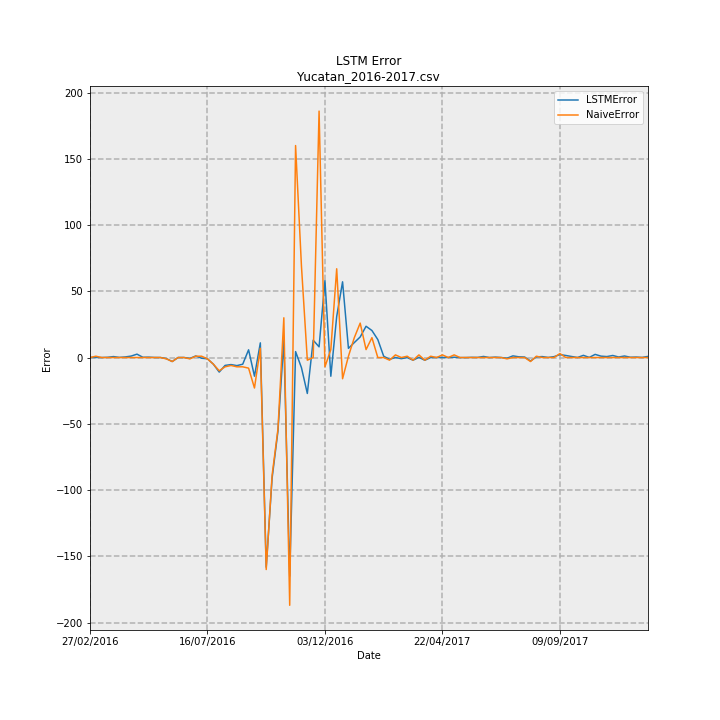 LSTM Error
Yucatan_2016-2017.csv
200
150
100
50
0
−50
−100
−150
−200
Error
LSTMError
NaiveError
27/02/2016
16/07/2016
03/12/2016
22/04/2017
09/09/2017
Date